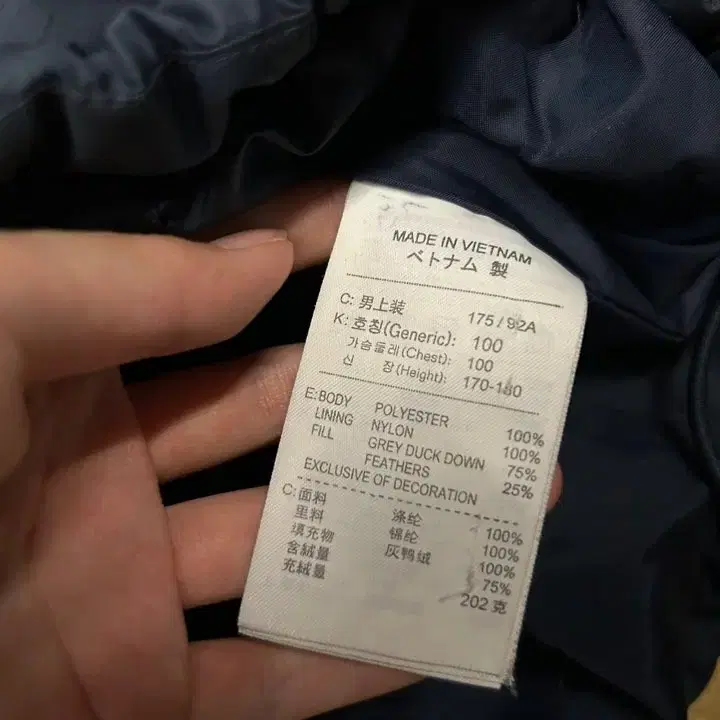 MADE IN VIETNAM
ベトナム 製
C: 男上装 175/92A
K: 호칭(Generic): 100
가슴둘레(Chest): 100
신 장(Height): 170-180
E: BODY POLYESTER 100%
LINING NYLON 100%
FILL GREY DUCK DOWN 75%
FEATHERS 25%
EXCLUSIVE OF DECORATION
C: 面料 涤纶 100%
里料 锦纶 100%
填充物 灰鸭绒 100%
含絨量 75%
充絨量 202 克